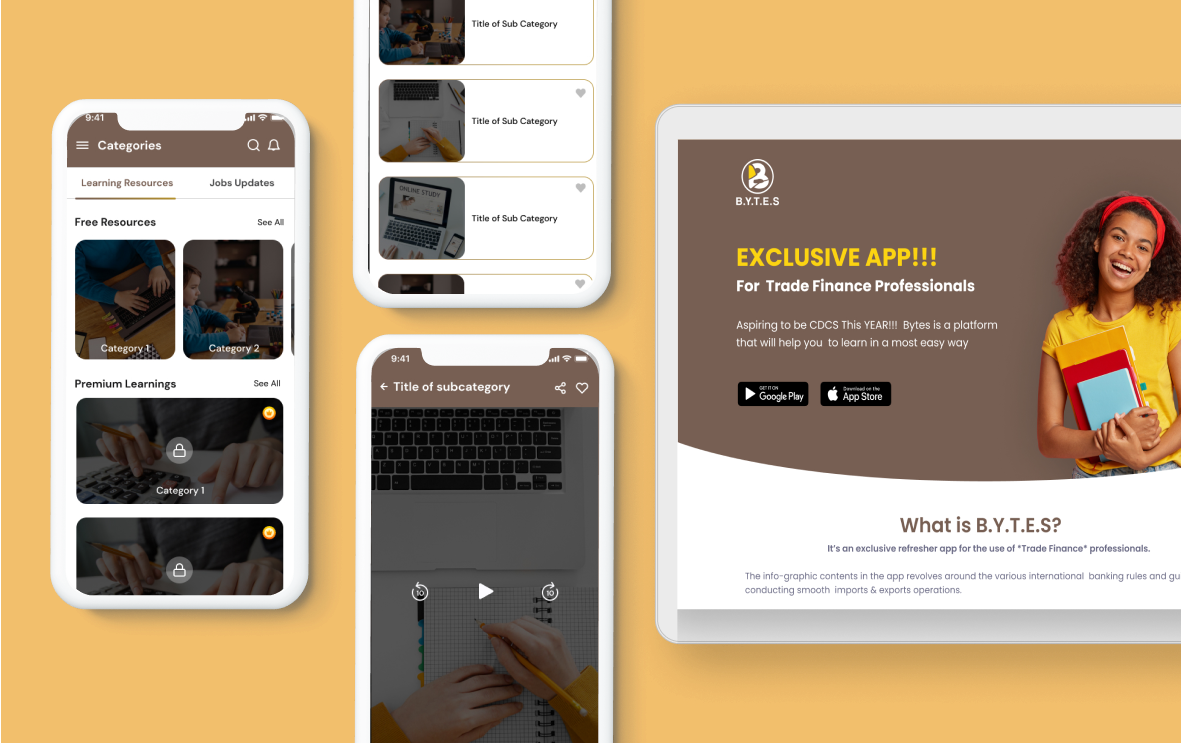 9:41
Categories
Learning Resources
Jobs Updates
Free Resources
See All
Category 1
Category 2
Premium Learnings
See All
Category 1
Title of Sub Category
Title of Sub Category
ONLINE STUDY
Title of Sub Category
9:41
Title of subcategory
10
10
B.Y.T.E.S
EXCLUSIVE APP!!!
For Trade Finance Professionals
Aspiring to be CDCS This YEAR!!! Bytes is a platform
that will help you to learn in a most easy way
GET IT ON
Google Play
Download on the
App Store
What is B.Y.T.E.S?
It's an exclusive refresher app for the use of *Trade Finance* professionals.
The info-graphic contents in the app revolves around the various international banking rules and gu
conducting smooth imports & exports operations.